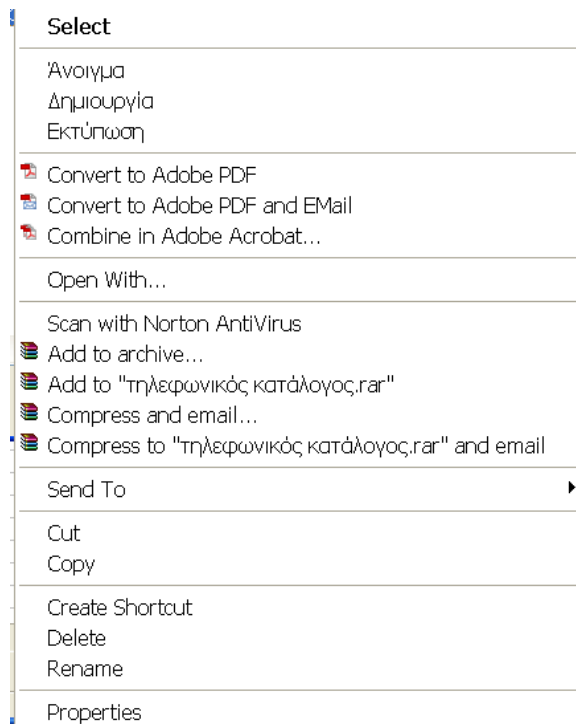 Select
Άνοιγμα
Δημιουργία
Εκτύπωση
Convert to Adobe PDF
Convert to Adobe PDF and EMail
Combine in Adobe Acrobat...
Open With...
Scan with Norton AntiVirus
Add to archive...
Add to "τηλεφωνικός κατάλογος.rar"
Compress and email...
Compress to "τηλεφωνικός κατάλογος.rar" and email
Send To
Cut
Copy
Create Shortcut
Delete
Rename
Properties